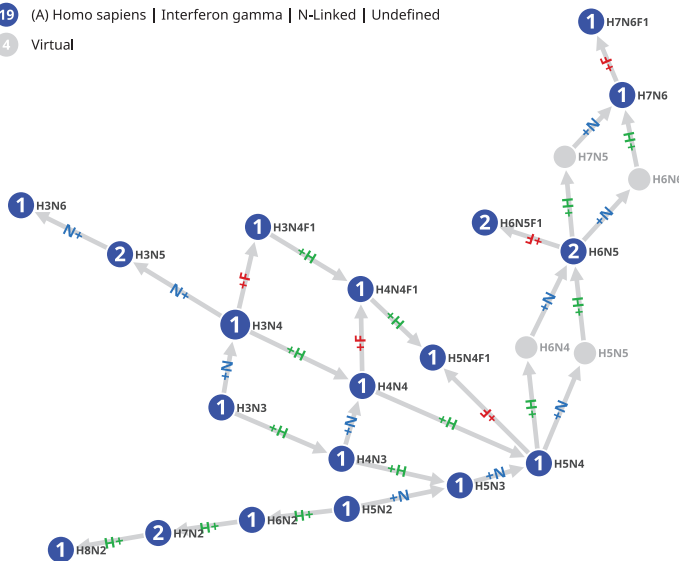 19 (A) Homo sapiens | Interferon gamma | N-Linked | Undefined
4 Virtual
1 H7N6F1
+F
1 H7N6
+N
+H
H7N5
H6N6
+H
+N
1 H3N6
2 H6N5F1
+F
1 H3N4F1
+N
2 H3N5
+H
2 H6N5
+F
+N
1 H4N4F1
+N
+H
+H
1 H3N4
+F
H6N4
H5N5
+H
1 H5N4F1
+N
1 H4N4
1 H3N3
+H
+N
+H
+F
+H
+N
1 H4N3
+H
+N
1 H5N4
1 H5N3
+N
1 H5N2
+H
1 H6N2
+H
2 H7N2
+H
1 H8N2